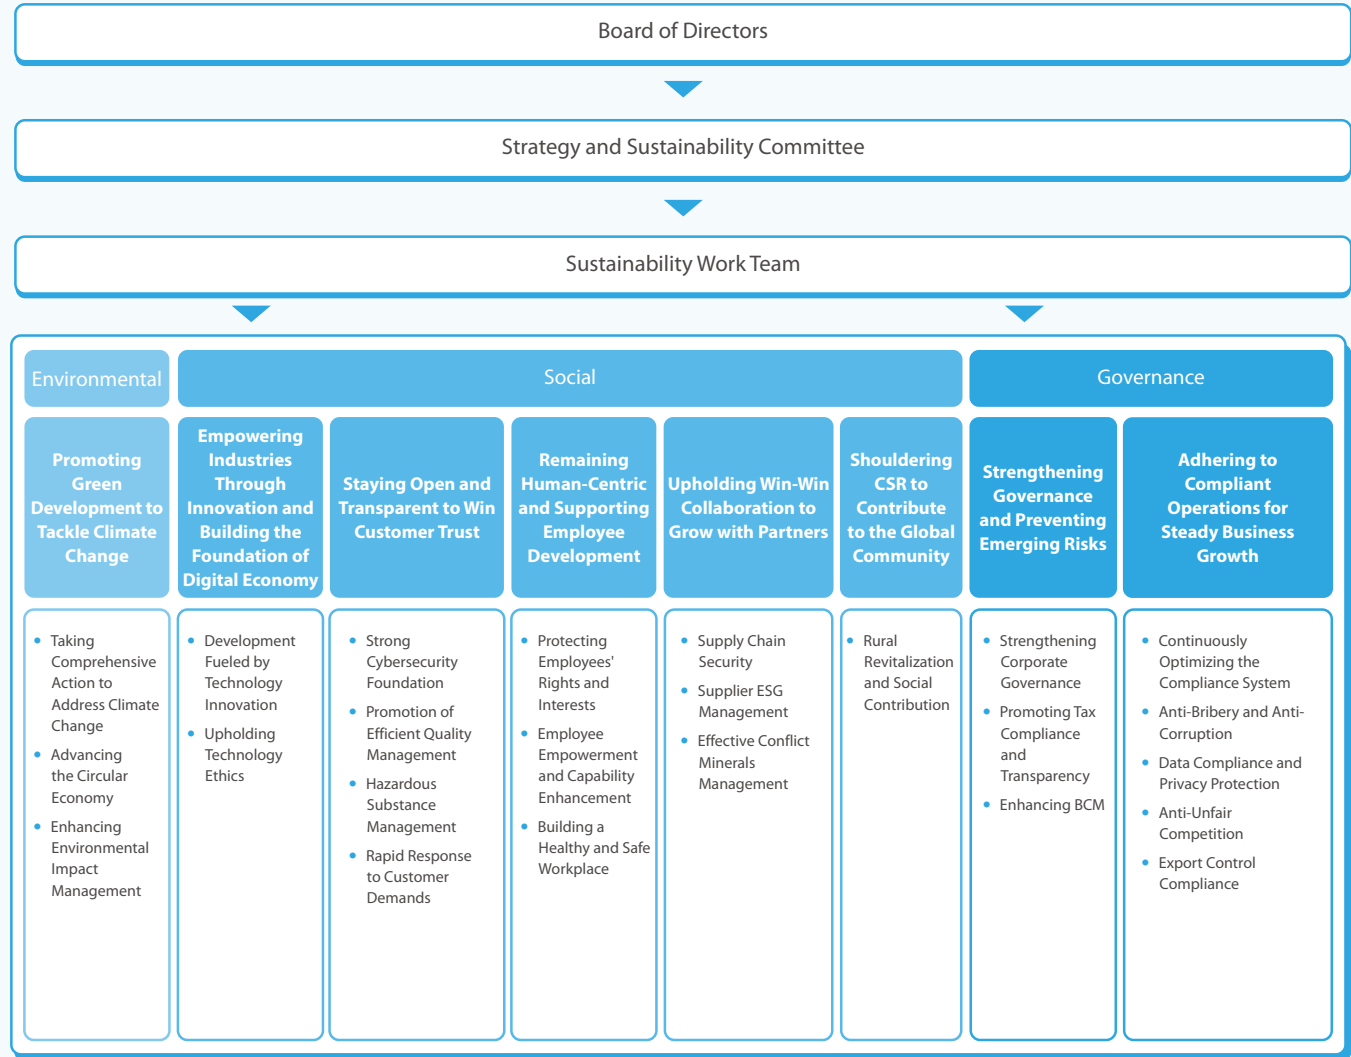 Board of Directors
Strategy and Sustainability Committee
Sustainability Work Team
Environmental
Social
Governance
Promoting
Green
Development to
Tackle Climate
Change
Empowering
Industries
Through
Innovation and
Building the
Foundation of
Digital Economy
Staying Open and
Transparent to Win
Customer Trust
Remaining
Human-Centric
and Supporting
Employee
Development
Upholding Win-Win
Collaboration to
Grow with Partners
Shouldering
CSR to
Contribute
to the Global
Community
Strengthening
Governance
and Preventing
Emerging Risks
Adhering to
Compliant
Operations for
Steady Business
Growth
• Taking
Comprehensive
Action to
Address Climate
Change
• Advancing
the Circular
Economy
• Enhancing
Environmental
Impact
Management
• Development
Fueled by
Technology
Innovation
• Upholding
Technology
Ethics
• Strong
Cybersecurity
Foundation
• Promotion of
Efficient Quality
Management
• Hazardous
Substance
Management
• Rapid Response
to Customer
Demands
• Protecting
Employees'
Rights and
Interests
• Employee
Empowerment
and Capability
Enhancement
• Building a
Healthy and Safe
Workplace
• Supply Chain
Security
• Supplier ESG
Management
• Effective Conflict
Minerals
Management
• Rural
Revitalization
and Social
Contribution
• Strengthening
Corporate
Governance
• Promoting Tax
Compliance
and
Transparency
• Enhancing BCM
• Continuously
Optimizing the
Compliance System
• Anti-Bribery and Anti-
Corruption
• Data Compliance and
Privacy Protection
• Anti-Unfair
Competition
• Export Control
Compliance